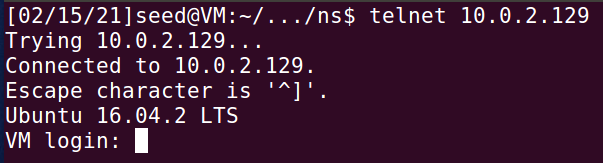 [02/15/21]seed@VM:~/.../ns$ telnet 10.0.2.129
Trying 10.0.2.129...
Connected to 10.0.2.129.
Escape character is '^]'.
Ubuntu 16.04.2 LTS
VM login: